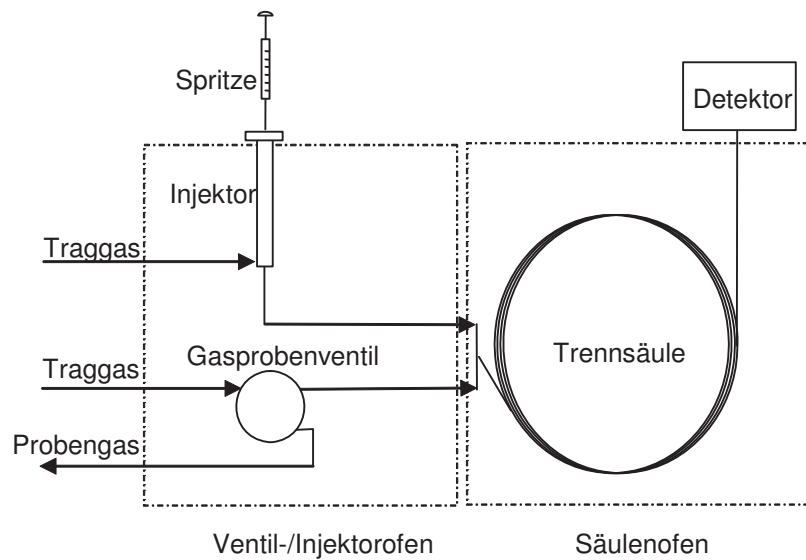 Spritze
Detektor
Injektor
Traggas
Gasprobenventil
Trennsäule
Traggas
Probengas
Ventil-/Injektorofen
Säulenofen